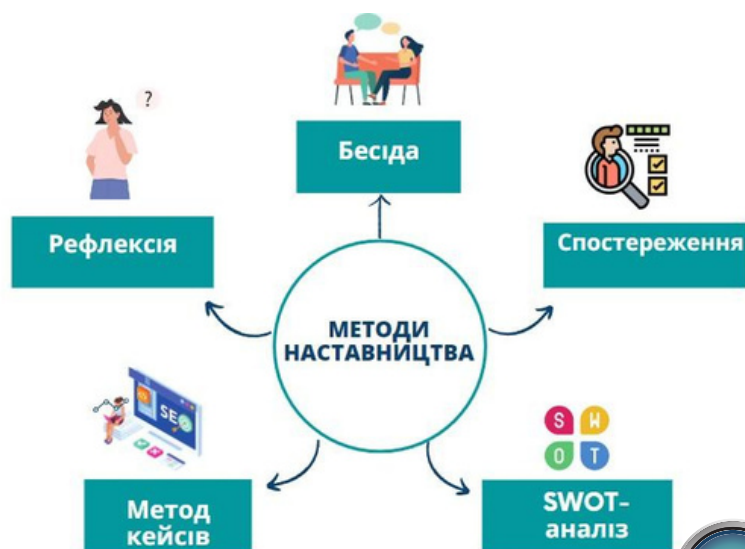 ?
Бесіда
Рефлексія
Спостереження
МЕТОДИ
НАСТАВНИЦТВА
SEO
S W
O T
Метод
кейсів
SWOT-
аналіз